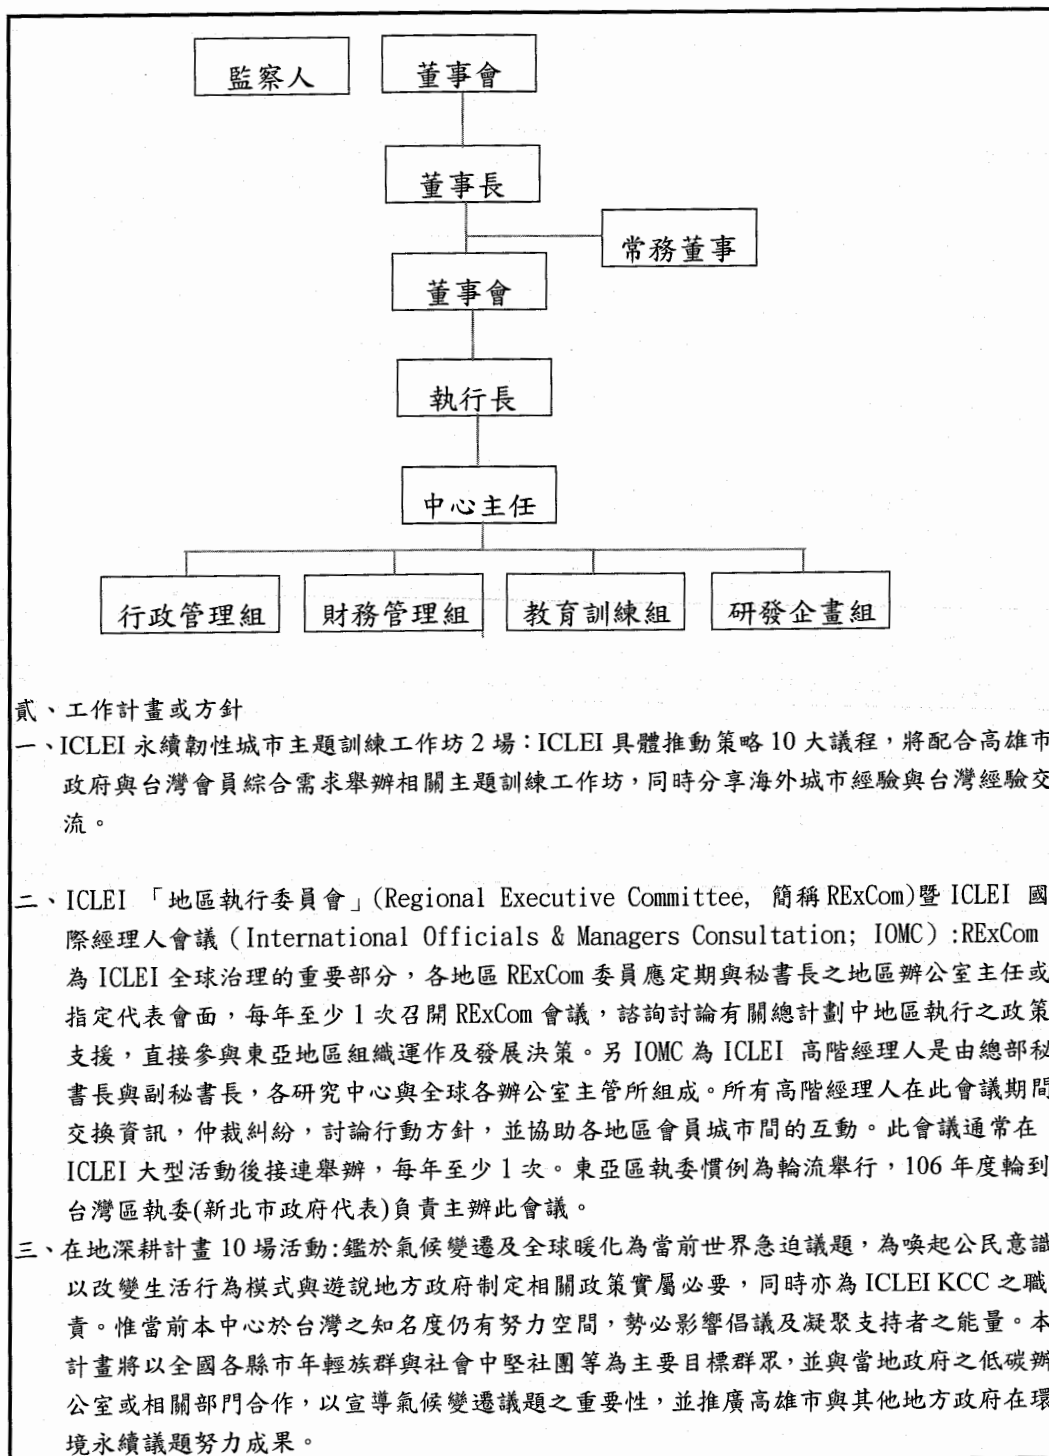 監察人
董事會
董事長
常務董事
董事會
執行長
中心主任
行政管理組
財務管理組
教育訓練組
研發企畫組
貳、工作計畫或方針
一、ICLEI 永續韌性城市主題訓練工作坊 2 場：ICLEI 具體推動策略 10 大議程，將配合高雄市
政府與台灣會員綜合需求舉辦相關主題訓練工作坊，同時分享海外城市經驗與台灣經驗交
流。
二、ICLEI 「地區執行委員會」(Regional Executive Committee, 簡稱 RExCom)暨 ICLEI 國
際經理人會議（International Officials & Managers Consultation; IOMC）:RExCom
為 ICLEI 全球治理的重要部分，各地區 RExCom 委員應定期與秘書長之地區辦公室主任或
指定代表會面，每年至少 1 次召開 RExCom 會議，諮詢討論有關總計劃中地區執行之政策
支援，直接參與東亞地區組織運作及發展決策。另 IOMC 為 ICLEI 高階經理人是由總部秘
書長與副秘書長，各研究中心與全球各辦公室主管所組成。所有高階經理人在此會議期間
交換資訊，仲裁糾紛，討論行動方針，並協助各地區會員城市間的互動。此會議通常在
ICLEI 大型活動後接連舉辦，每年至少 1 次。東亞區執委慣例為輪流舉行，106 年度輪到
台灣區執委(新北市政府代表)負責主辦此會議。
三、在地深耕計畫 10 場活動:鑑於氣候變遷及全球暖化為當前世界急迫議題，為喚起公民意識
以改變生活行為模式與遊說地方政府制定相關政策實屬必要，同時亦為 ICLEI KCC 之職
責。惟當前本中心於台灣之知名度仍有努力空間，勢必影響倡議及凝聚支持者之能量。本
計畫將以全國各縣市年輕族群與社會中堅社團等為主要目標群眾，並與當地政府之低碳辦
公室或相關部門合作，以宣導氣候變遷議題之重要性，並推廣高雄市與其他地方政府在環
境永續議題努力成果。